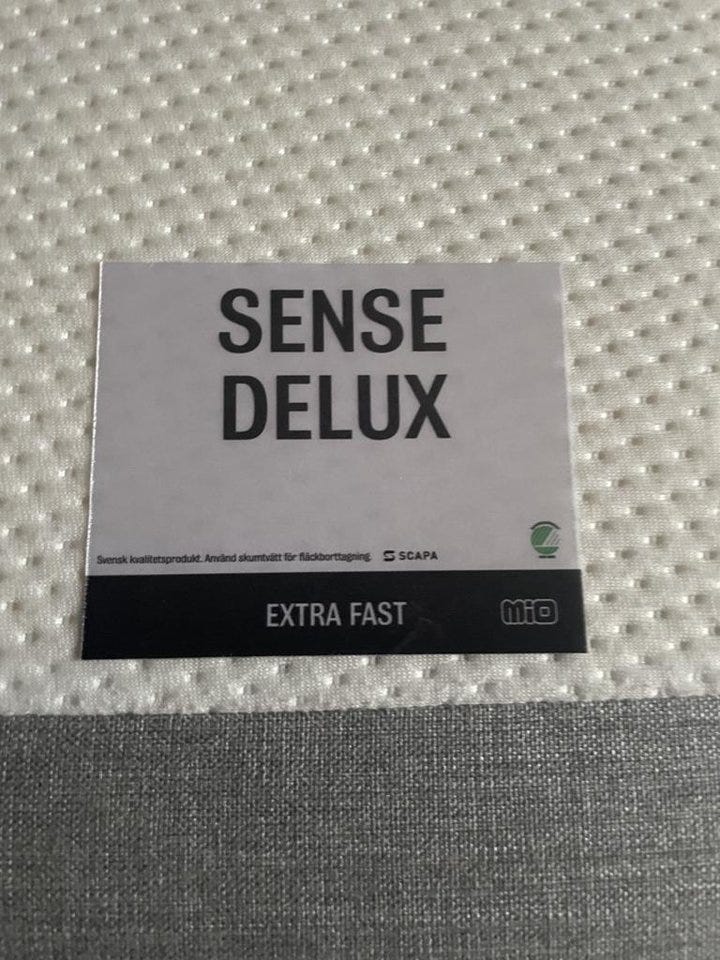 SENSE
DELUX
Svensk kvalitetsprodukt. Använd skumtvätt för fläckborttagning. SCAPA
EXTRA FAST MIO